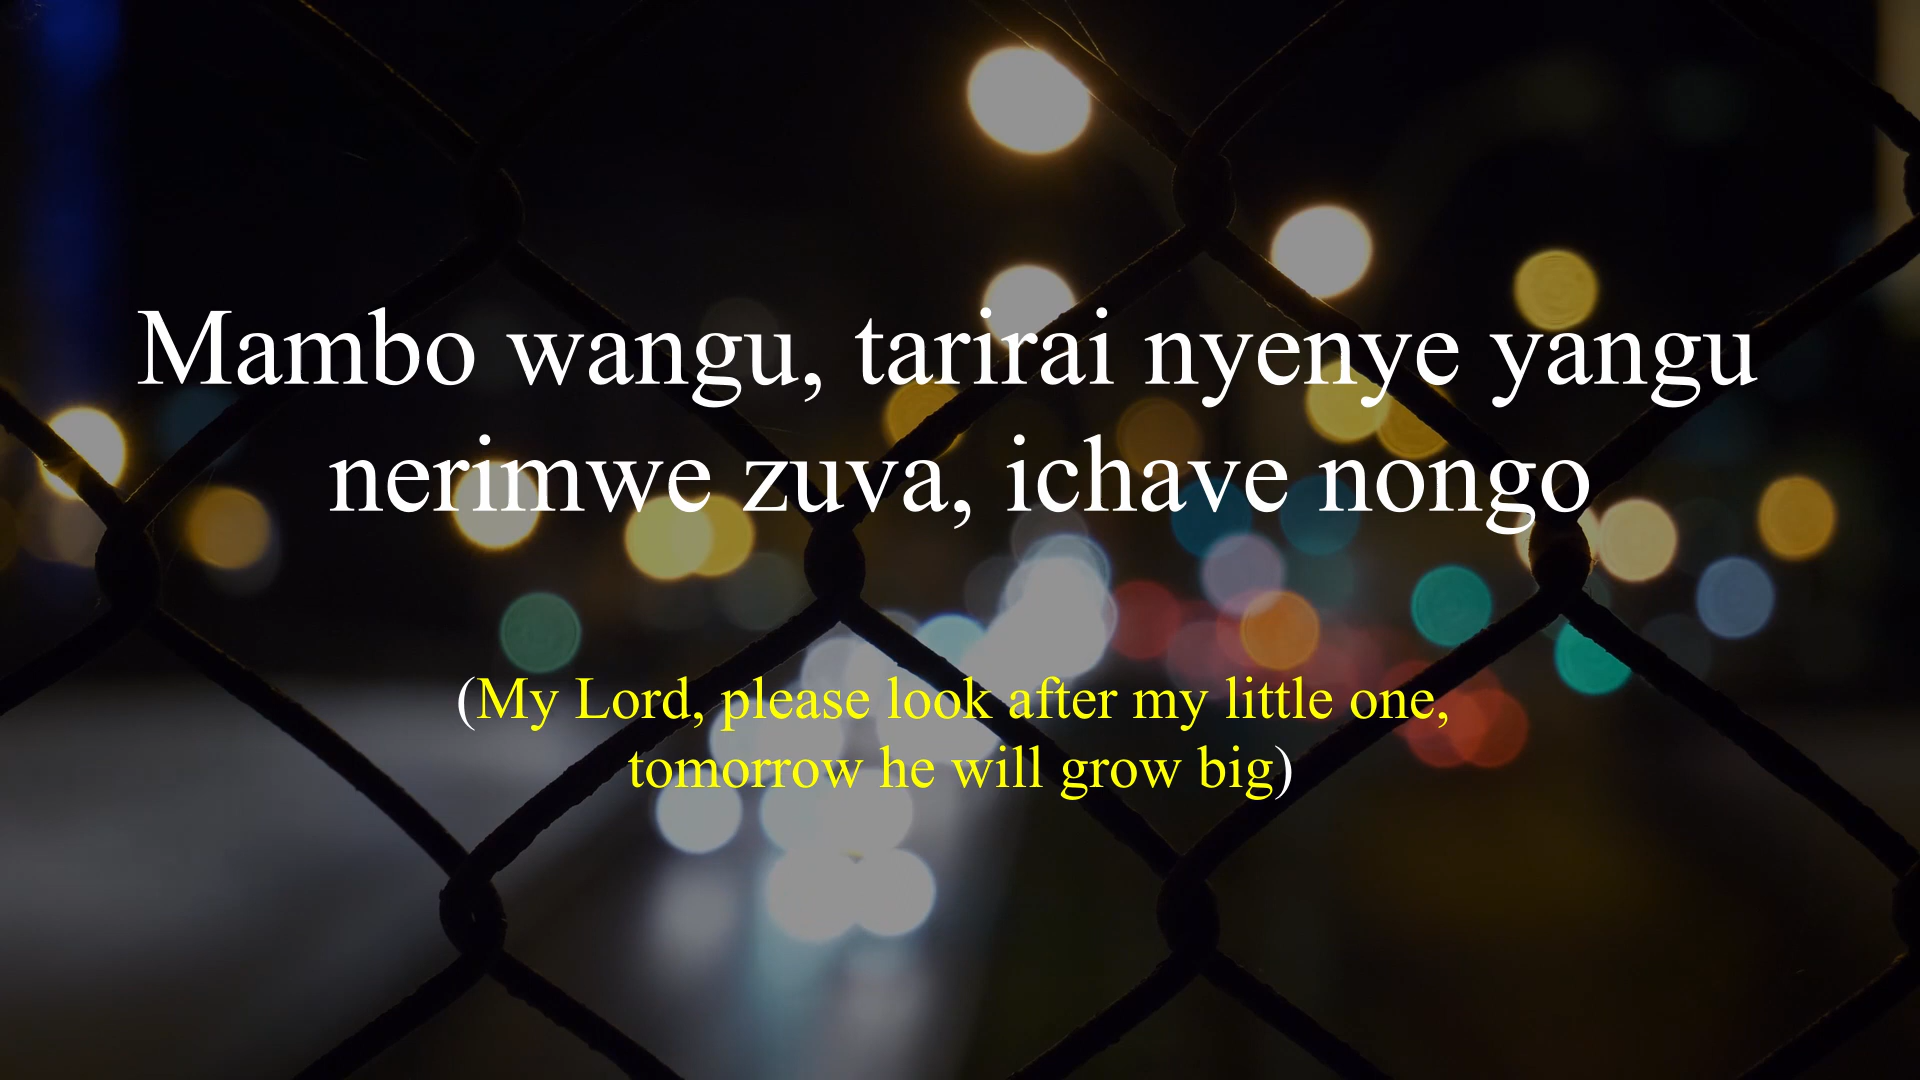 Mambo wangu, tarirai nyenye yangu
nerimwe zuva, ichave nongo
(My Lord, please look after my little one,
tomorrow he will grow big)